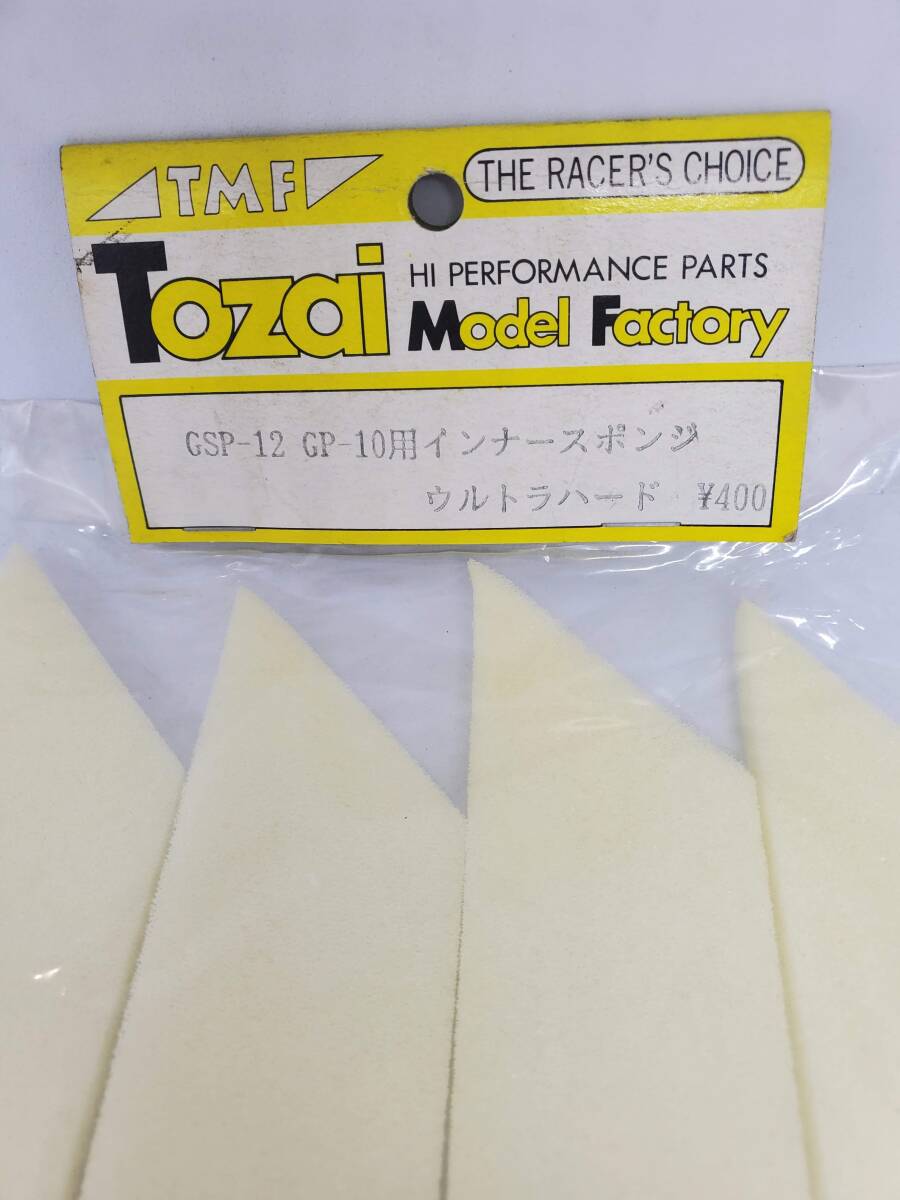 TMF
THE RACER'S CHOICE
Tozai
HI PERFORMANCE PARTS
Model Factory
GSP-12 GP-10用インナースポンジ
ウルトラハード ¥400